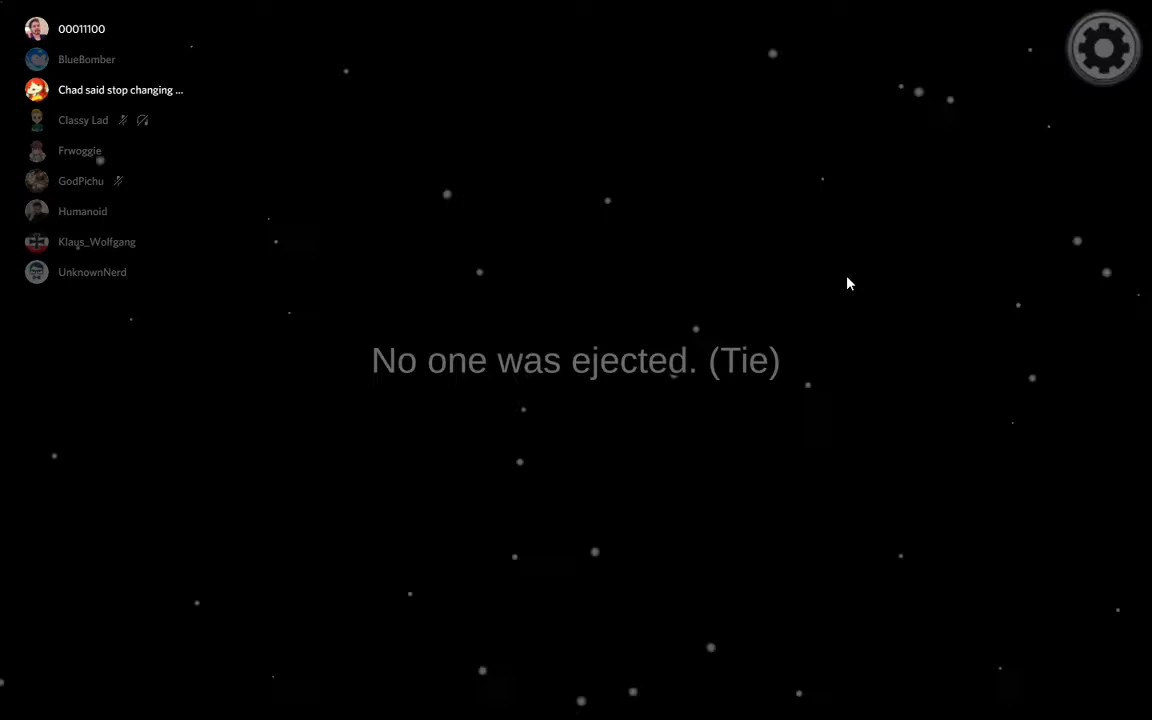 00011100
BlueBomber
Chad said stop changing ...
Classy Lad
Frwoggie
GodPichu
Humanoid
Klaus_Wolfgang
UnknownNerd
No one was ejected. (Tie)